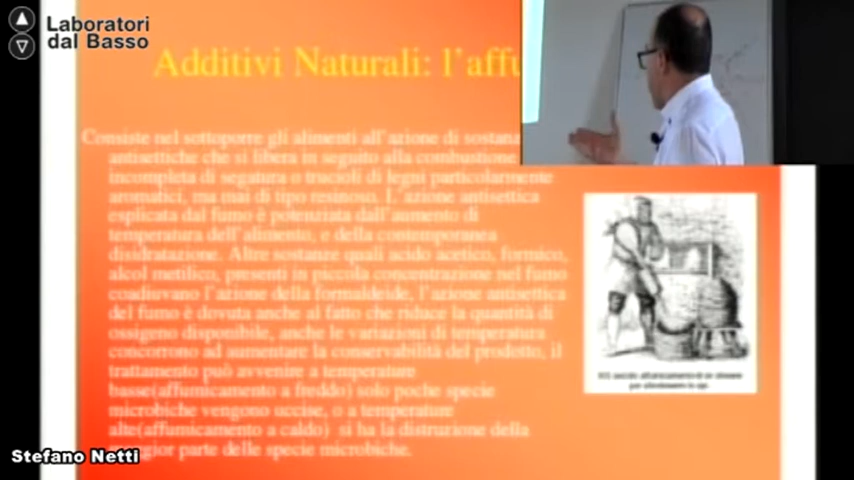 Laboratori
dal Basso
Additivi Naturali: l'affu
Consiste nel sottoporre gli alimenti all'azione di sostanz
antisettiche che si libera in seguito alla combustione
incompleta di segatura o trucioli di legni particolarmente
aromatici, ma mai di tipo resinoso. L'azione antisettica
esplicata dal fumo è potenziata dall'aumento di
temperatura dell'alimento, e della contemporanea
disidratazione. Altre sostanze quali acido acetico, formico,
alcol metilico, presenti in piccola concentrazione nel fumo
coadiuvano l'azione della formaldeide, l'azione antisettica
del fumo è dovuta anche al fatto che riduce la quantità di
ossigeno disponibile, anche le variazioni di temperatura
concorrono ad aumentare la conservabilità del prodotto, il
trattamento può avvenire a temperature
basse(affumicamento a freddo) solo poche specie
microbiche vengono uccise, o a temperature
alte(affumicamento a caldo) si ha la distruzione della
maggior parte delle specie microbiche.
Stefano Netti